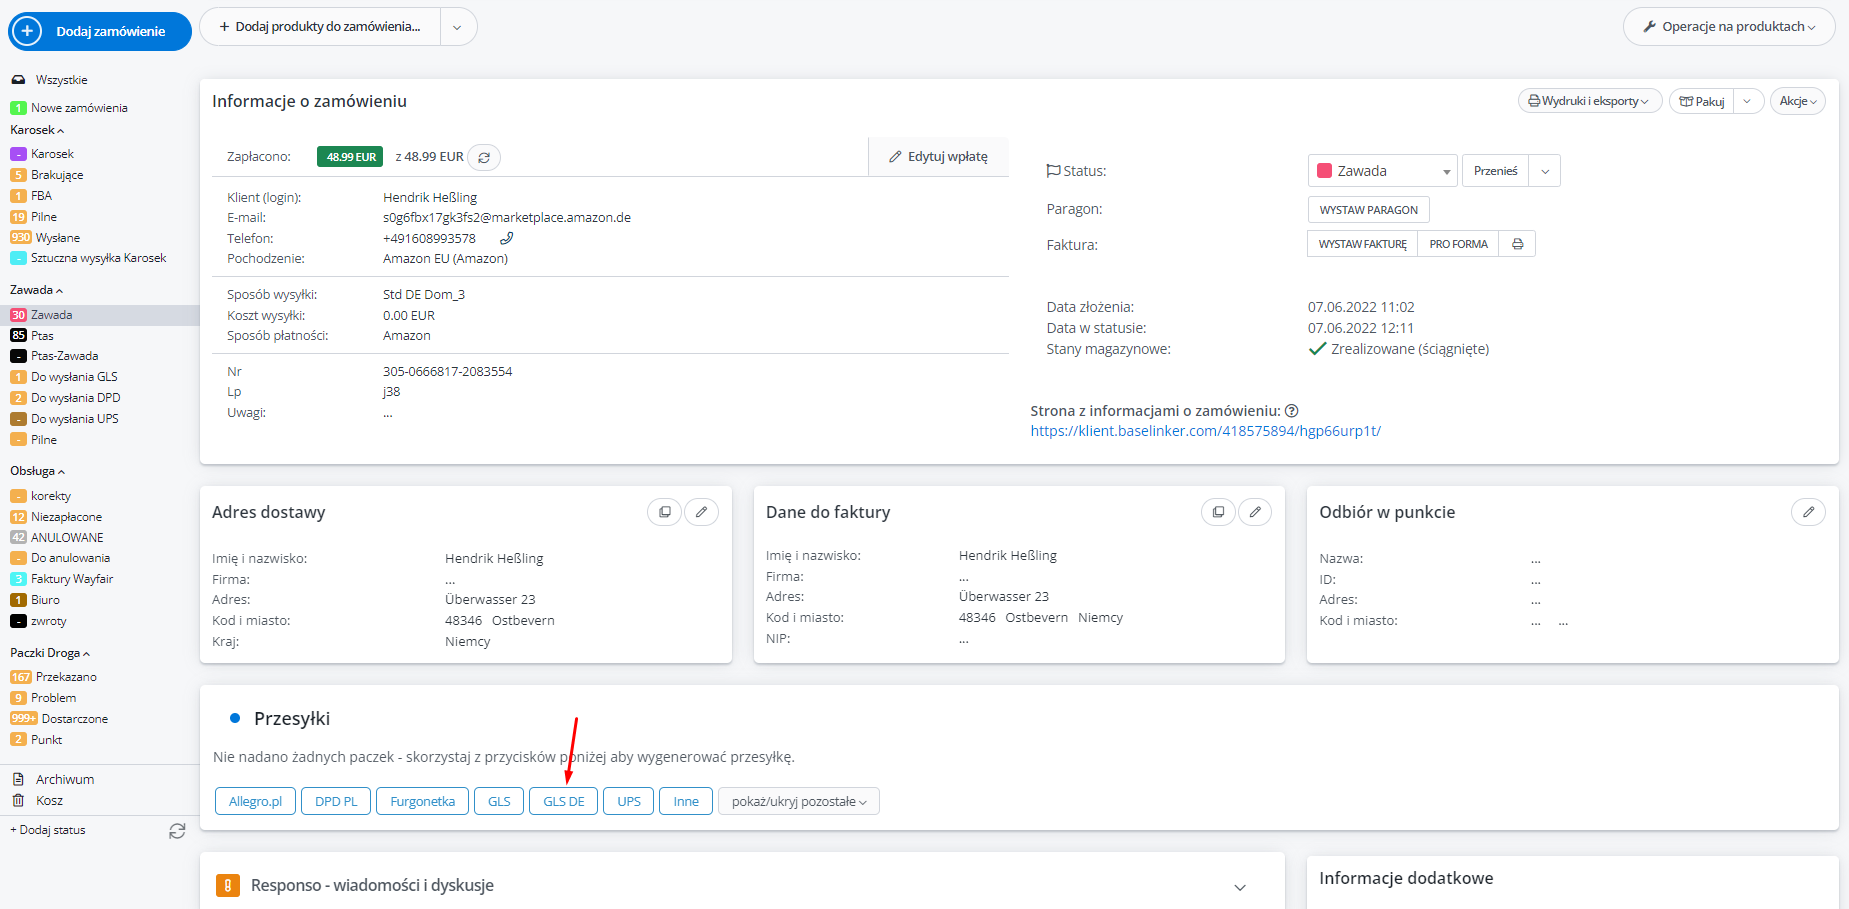 Dodaj zamówienie
+ Dodaj produkty do zamówienia...
Operacje na produktach
Wszystkie
1 Nowe zamówienia
Karosek
- Karosek
5 Brakujące
1 FBA
19 Pilne
930 Wysłane
- Sztuczna wysyłka Karosek
Zawada
30 Zawada
85 Ptas
- Ptas-Zawada
1 Do wysłania GLS
2 Do wysłania DPD
- Do wysłania UPS
- Pilne
Obsługa
- korekty
12 Niezapłacone
42 ANULOWANE
- Do anulowania
3 Faktury Wayfair
1 Biuro
- zwroty
Paczki Droga
167 Przekazano
9 Problem
999+ Dostarczone
2 Punkt
Archiwum
Kosz
+ Dodaj status
Informacje o zamówieniu
Wydruki i eksporty
Pakuj
Akcje
Zapłacono: 48.99 EUR z 48.99 EUR
Edytuj wpłatę
Klient (login): Hendrik Heßling
E-mail: s0g6fbx17gk3fs2@marketplace.amazon.de
Telefon: +491608993578
Pochodzenie: Amazon EU (Amazon)
Sposób wysyłki: Std DE Dom_3
Koszt wysyłki: 0.00 EUR
Sposób płatności: Amazon
Nr 305-0666817-2083554
Lp j38
Uwagi: ...
Status: Zawada Przenieś
Paragon: WYSTAW PARAGON
Faktura: WYSTAW FAKTURĘ PRO FORMA
Data złożenia: 07.06.2022 11:02
Data w statusie: 07.06.2022 12:11
Stany magazynowe: Zrealizowane (ściągnięte)
Strona z informacjami o zamówieniu:
https://klient.baselinker.com/418575894/hgp66urp1t/
Adres dostawy
Imię i nazwisko: Hendrik Heßling
Firma: ...
Adres: Überwasser 23
Kod i miasto: 48346 Ostbevern
Kraj: Niemcy
Dane do faktury
Imię i nazwisko: Hendrik Heßling
Firma: ...
Adres: Überwasser 23
Kod i miasto: 48346 Ostbevern Niemcy
NIP: ...
Odbiór w punkcie
Nazwa: ...
ID: ...
Adres: ...
Kod i miasto: ... ...
Przesyłki
Nie nadano żadnych paczek - skorzystaj z przycisków poniżej aby wygenerować przesyłkę.
Allegro.pl DPD PL Furgonetka GLS GLS DE UPS Inne pokaż/ukryj pozostałe
Responso - wiadomości i dyskusje
Informacje dodatkowe